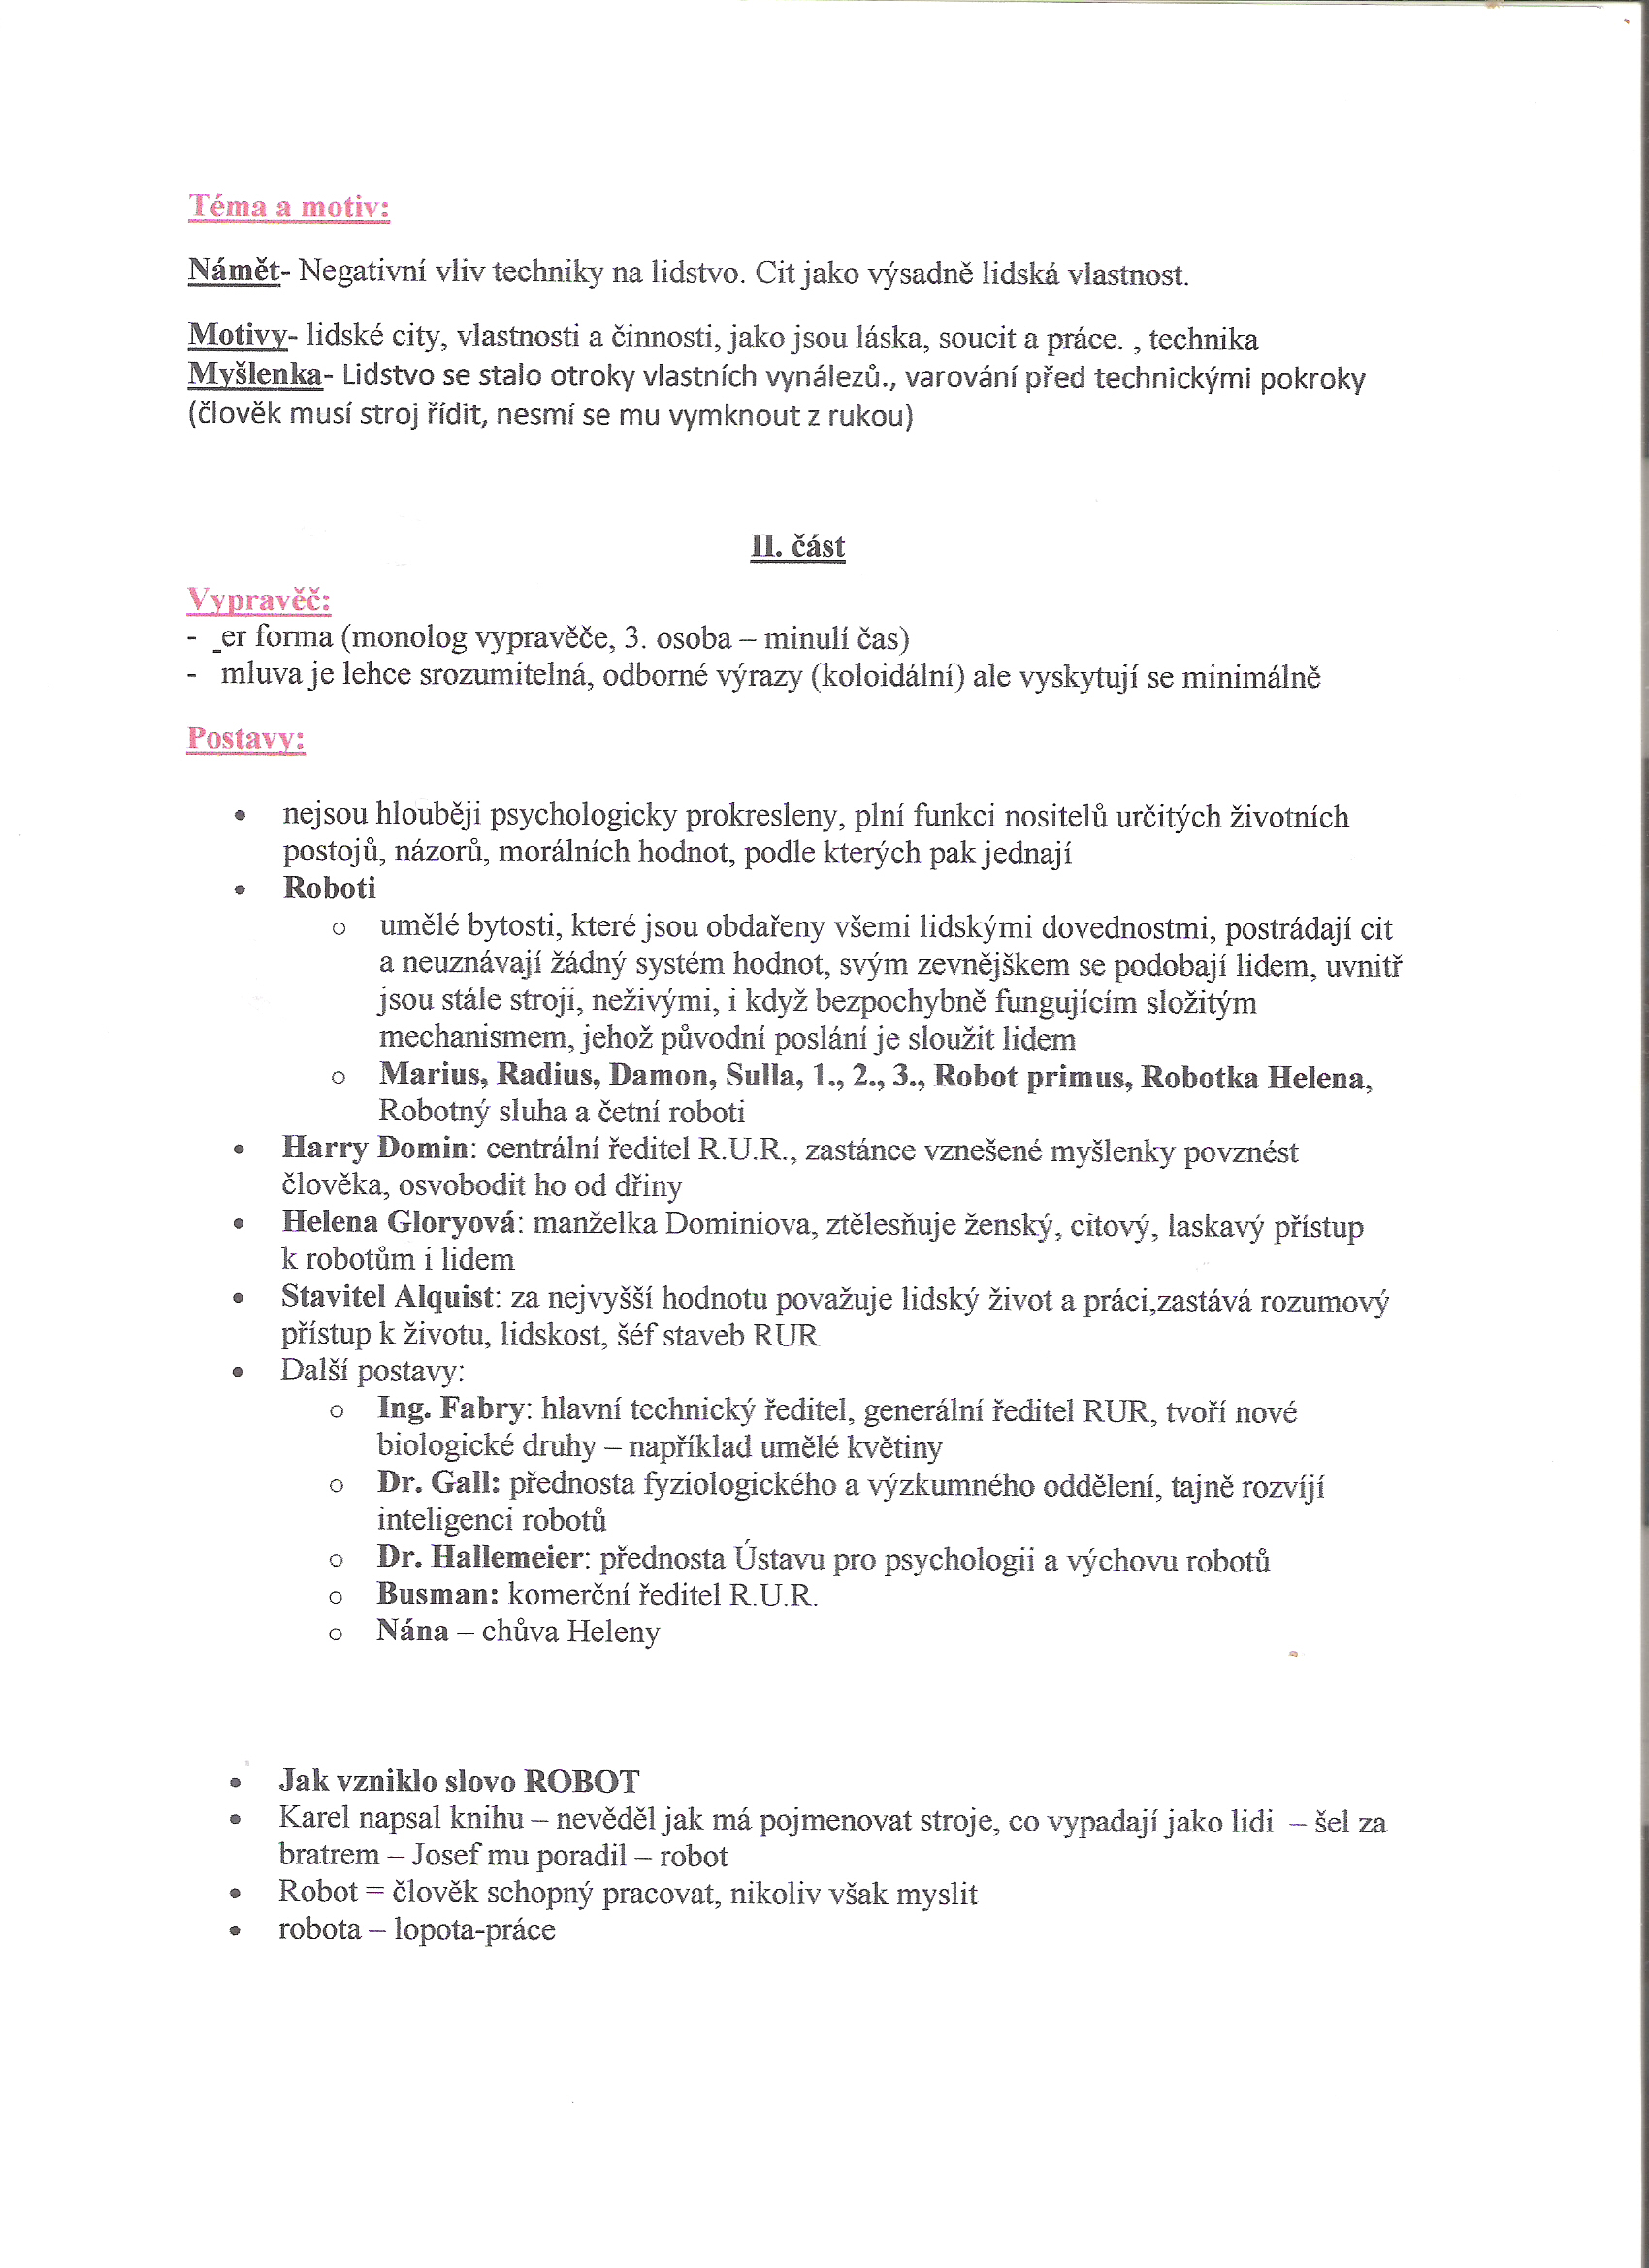 Téma a motiv:
Námět- Negativní vliv techniky na lidstvo. Cit jako výsadně lidská vlastnost.
Motivy- lidské city, vlastnosti a činnosti, jako jsou láska, soucit a práce. , technika
Myšlenka- Lidstvo se stalo otroky vlastních vynálezů., varování před technickými pokroky
(člověk musí stroj řídit, nesmí se mu vymknout z rukou)
II. část
Vypravěč:
- er forma (monolog vypravěče, 3. osoba – minulí čas)
- mluva je lehce srozumitelná, odborné výrazy (koloidální) ale vyskytují se minimálně
Postavy:
• nejsou hlouběji psychologicky prokresleny, plní funkci nositelů určitých životních
postojů, názorů, morálních hodnot, podle kterých pak jednají
• Roboti
o umělé bytosti, které jsou obdařeny všemi lidskými dovednostmi, postrádají cit
a neuznávají žádný systém hodnot, svým zevnějškem se podobají lidem, uvnitř
jsou stále stroji, neživými, i když bezpochybně fungujícím složitým
mechanismem, jehož původní poslání je sloužit lidem
o Marius, Radius, Damon, Sulla, 1., 2., 3., Robot primus, Robotka Helena,
Robotný sluha a četní roboti
• Harry Domin: centrální ředitel R.U.R., zastánce vznešené myšlenky povznést
člověka, osvobodit ho od dřiny
• Helena Gloryová: manželka Dominiova, ztělesňuje ženský, citový, laskavý přístup
k robotům i lidem
• Stavitel Alquist: za nejvyšší hodnotu považuje lidský život a práci,zastává rozumový
přístup k životu, lidskost, šéf staveb RUR
• Další postavy:
o Ing. Fabry: hlavní technický ředitel, generální ředitel RUR, tvoří nové
biologické druhy – například umělé květiny
o Dr. Gall: přednosta fyziologického a výzkumného oddělení, tajně rozvíjí
inteligenci robotů
o Dr. Hallemeier: přednosta Ústavu pro psychologii a výchovu robotů
o Busman: komerční ředitel R.U.R.
o Nána – chůva Heleny
• Jak vzniklo slovo ROBOT
• Karel napsal knihu – nevěděl jak má pojmenovat stroje, co vypadají jako lidi – šel za
bratrem – Josef mu poradil – robot
• Robot = člověk schopný pracovat, nikoliv však myslit
• robota – lopota-práce